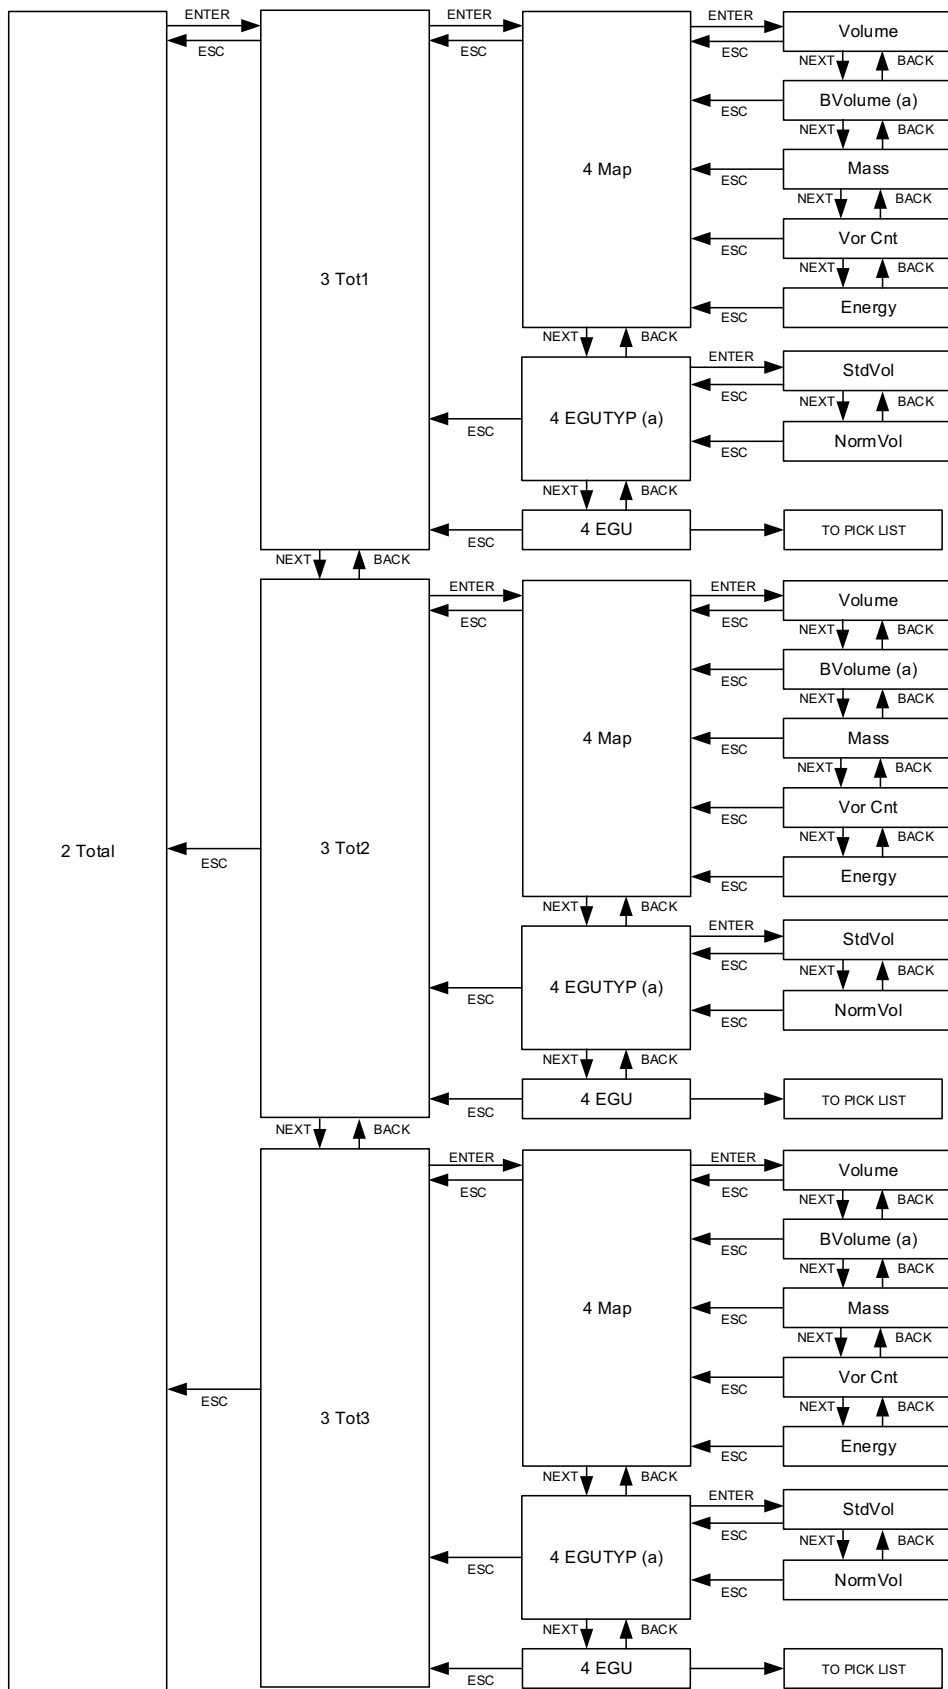 ENTER
ESC
ENTER
ESC
ENTER
ESC
Volume
NEXT
BACK
ESC
BVolume (a)
NEXT
BACK
4 Map
ESC
Mass
NEXT
BACK
ESC
Vor Cnt
3 Tot1
NEXT
BACK
ESC
Energy
NEXT
BACK
ENTER
ESC
StdVol
NEXT
BACK
ESC
4 EGUTYP (a)
ESC
NormVol
NEXT
BACK
ESC
4 EGU
TO PICK LIST
NEXT
BACK
ENTER
ESC
ENTER
ESC
Volume
NEXT
BACK
ESC
BVolume (a)
NEXT
BACK
4 Map
ESC
Mass
NEXT
BACK
ESC
Vor Cnt
NEXT
BACK
2 Total
ESC
3 Tot2
ESC
Energy
NEXT
BACK
ENTER
ESC
StdVol
NEXT
BACK
ESC
4 EGUTYP (a)
ESC
NormVol
NEXT
BACK
ESC
4 EGU
TO PICK LIST
NEXT
BACK
ENTER
ESC
ENTER
ESC
Volume
NEXT
BACK
ESC
BVolume (a)
NEXT
BACK
4 Map
ESC
Mass
NEXT
BACK
ESC
ESC
Vor Cnt
3 Tot3
NEXT
BACK
ESC
Energy
NEXT
BACK
ENTER
ESC
StdVol
NEXT
BACK
ESC
4 EGUTYP (a)
ESC
NormVol
NEXT
BACK
ESC
4 EGU
TO PICK LIST